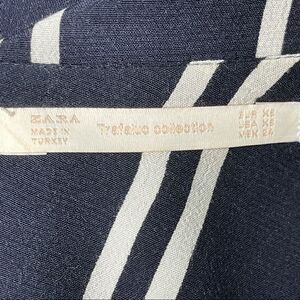 ZARA
MADE IN
TURKEY
Trafaluc collection
EUR XS
USA XS
MEX 24